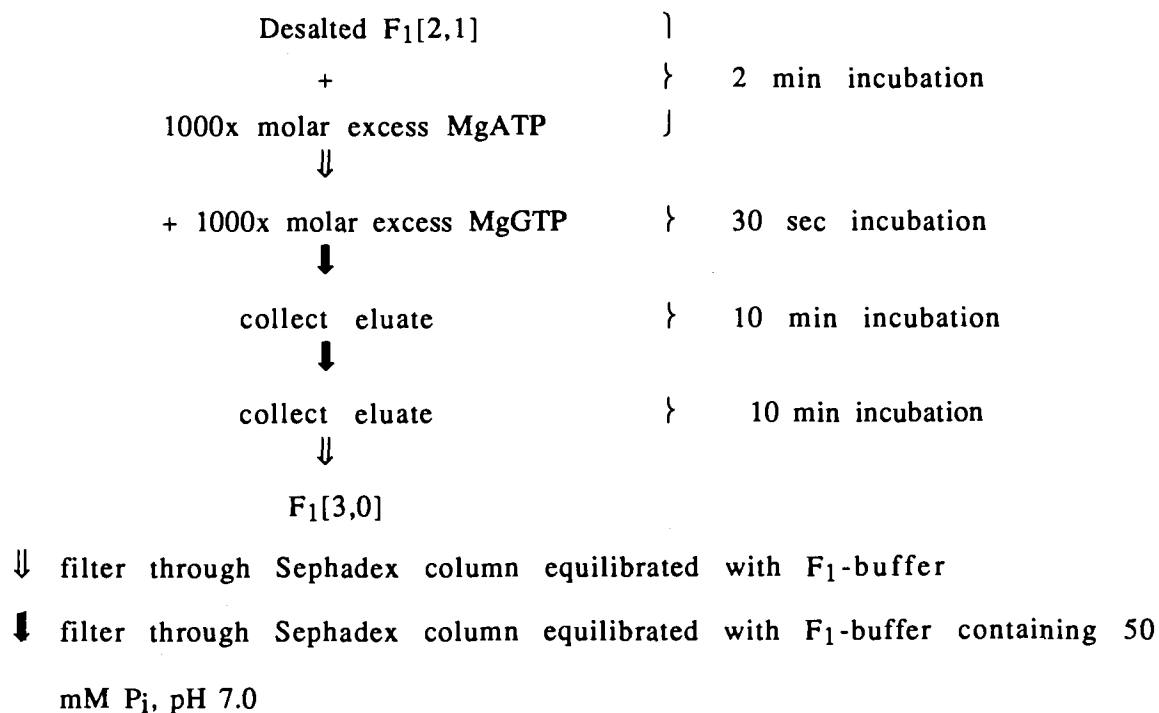 Desalted F1[2,1] ⎫
+ } 2 min incubation
1000x molar excess MgATP ⎭
⇓
+ 1000x molar excess MgGTP } 30 sec incubation
⬇
collect eluate } 10 min incubation
⬇
collect eluate } 10 min incubation
⇓
F1[3,0]
⇓ filter through Sephadex column equilibrated with F1-buffer
⬇ filter through Sephadex column equilibrated with F1-buffer containing 50
mM Pi, pH 7.0